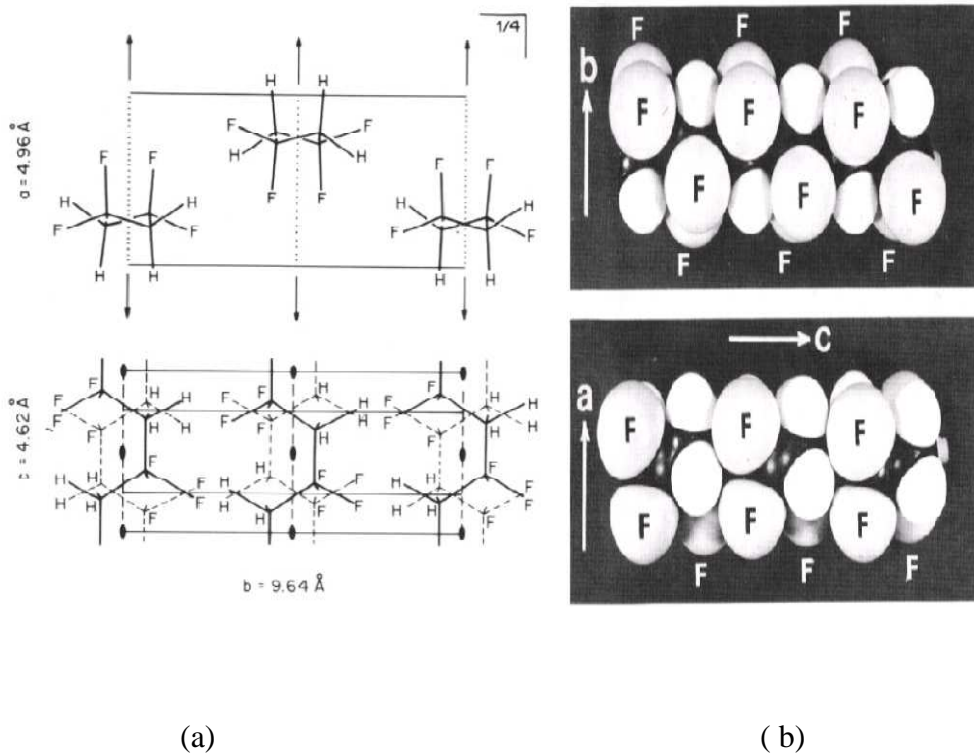 1/4
H H
F F
a = 4.96 Å
F F H H F F
F F
H H H H
F F F F
H H H H
c = 4.62 Å
F H F H F H
F H H F H H F H H
F F F
H H H
H F H F H F
H F H F H F
H F H F H F
F F F
H H H
b = 9.64 Å
F F F
b
F F F
F F F
F F F
c
a
F F F
F F F
F F F
(a) ( b)